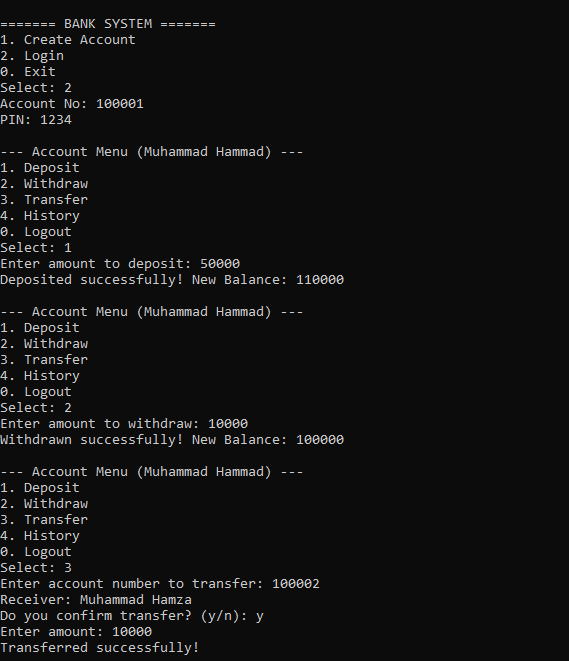 ======= BANK SYSTEM =======
1. Create Account
2. Login
0. Exit
Select: 2
Account No: 100001
PIN: 1234

--- Account Menu (Muhammad Hammad) ---
1. Deposit
2. Withdraw
3. Transfer
4. History
0. Logout
Select: 1
Enter amount to deposit: 50000
Deposited successfully! New Balance: 110000

--- Account Menu (Muhammad Hammad) ---
1. Deposit
2. Withdraw
3. Transfer
4. History
0. Logout
Select: 2
Enter amount to withdraw: 10000
Withdrawn successfully! New Balance: 100000

--- Account Menu (Muhammad Hammad) ---
1. Deposit
2. Withdraw
3. Transfer
4. History
0. Logout
Select: 3
Enter account number to transfer: 100002
Receiver: Muhammad Hamza
Do you confirm transfer? (y/n): y
Enter amount: 10000
Transferred successfully!